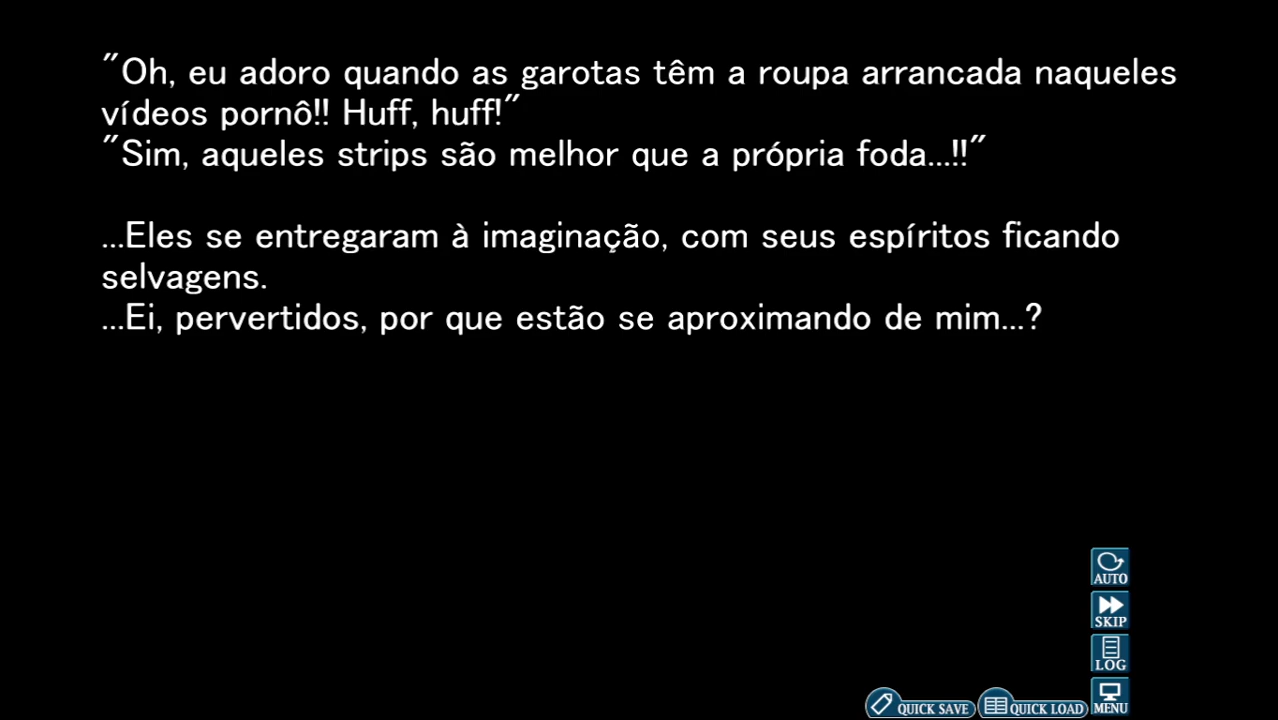 "Oh, eu adoro quando as garotas têm a roupa arrancada naqueles
vídeos pornô!! Huff, huff!"
"Sim, aqueles strips são melhor que a própria foda...!!"
...Eles se entregaram à imaginação, com seus espíritos ficando
selvagens.
...Ei, pervertidos, por que estão se aproximando de mim...?
AUTO
SKIP
LOG
QUICK SAVE QUICK LOAD MENU